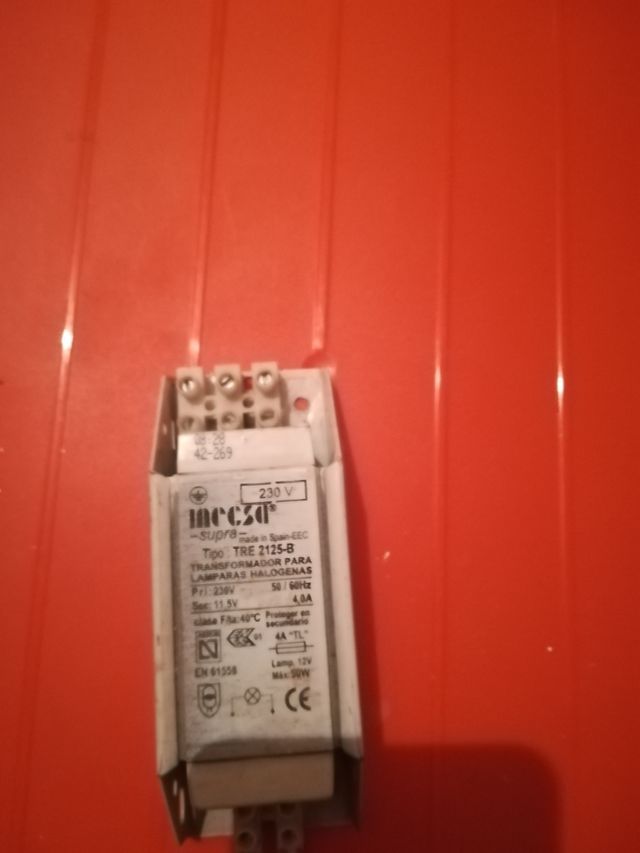 08:28
42-269
230 V
mecsa®
-supra-
made in Spain-EEC
Tipo TRE 2125-B
TRANSFORMADOR PARA
LAMPARAS HALOGENAS
Pri: 230V 50 / 60Hz
Sec: 11,5V 4,0A
clase F/ta:40°C Proteger en
secundario
4A "TL"
EN 61558
Lamp. 12V
Máx:50W
CE